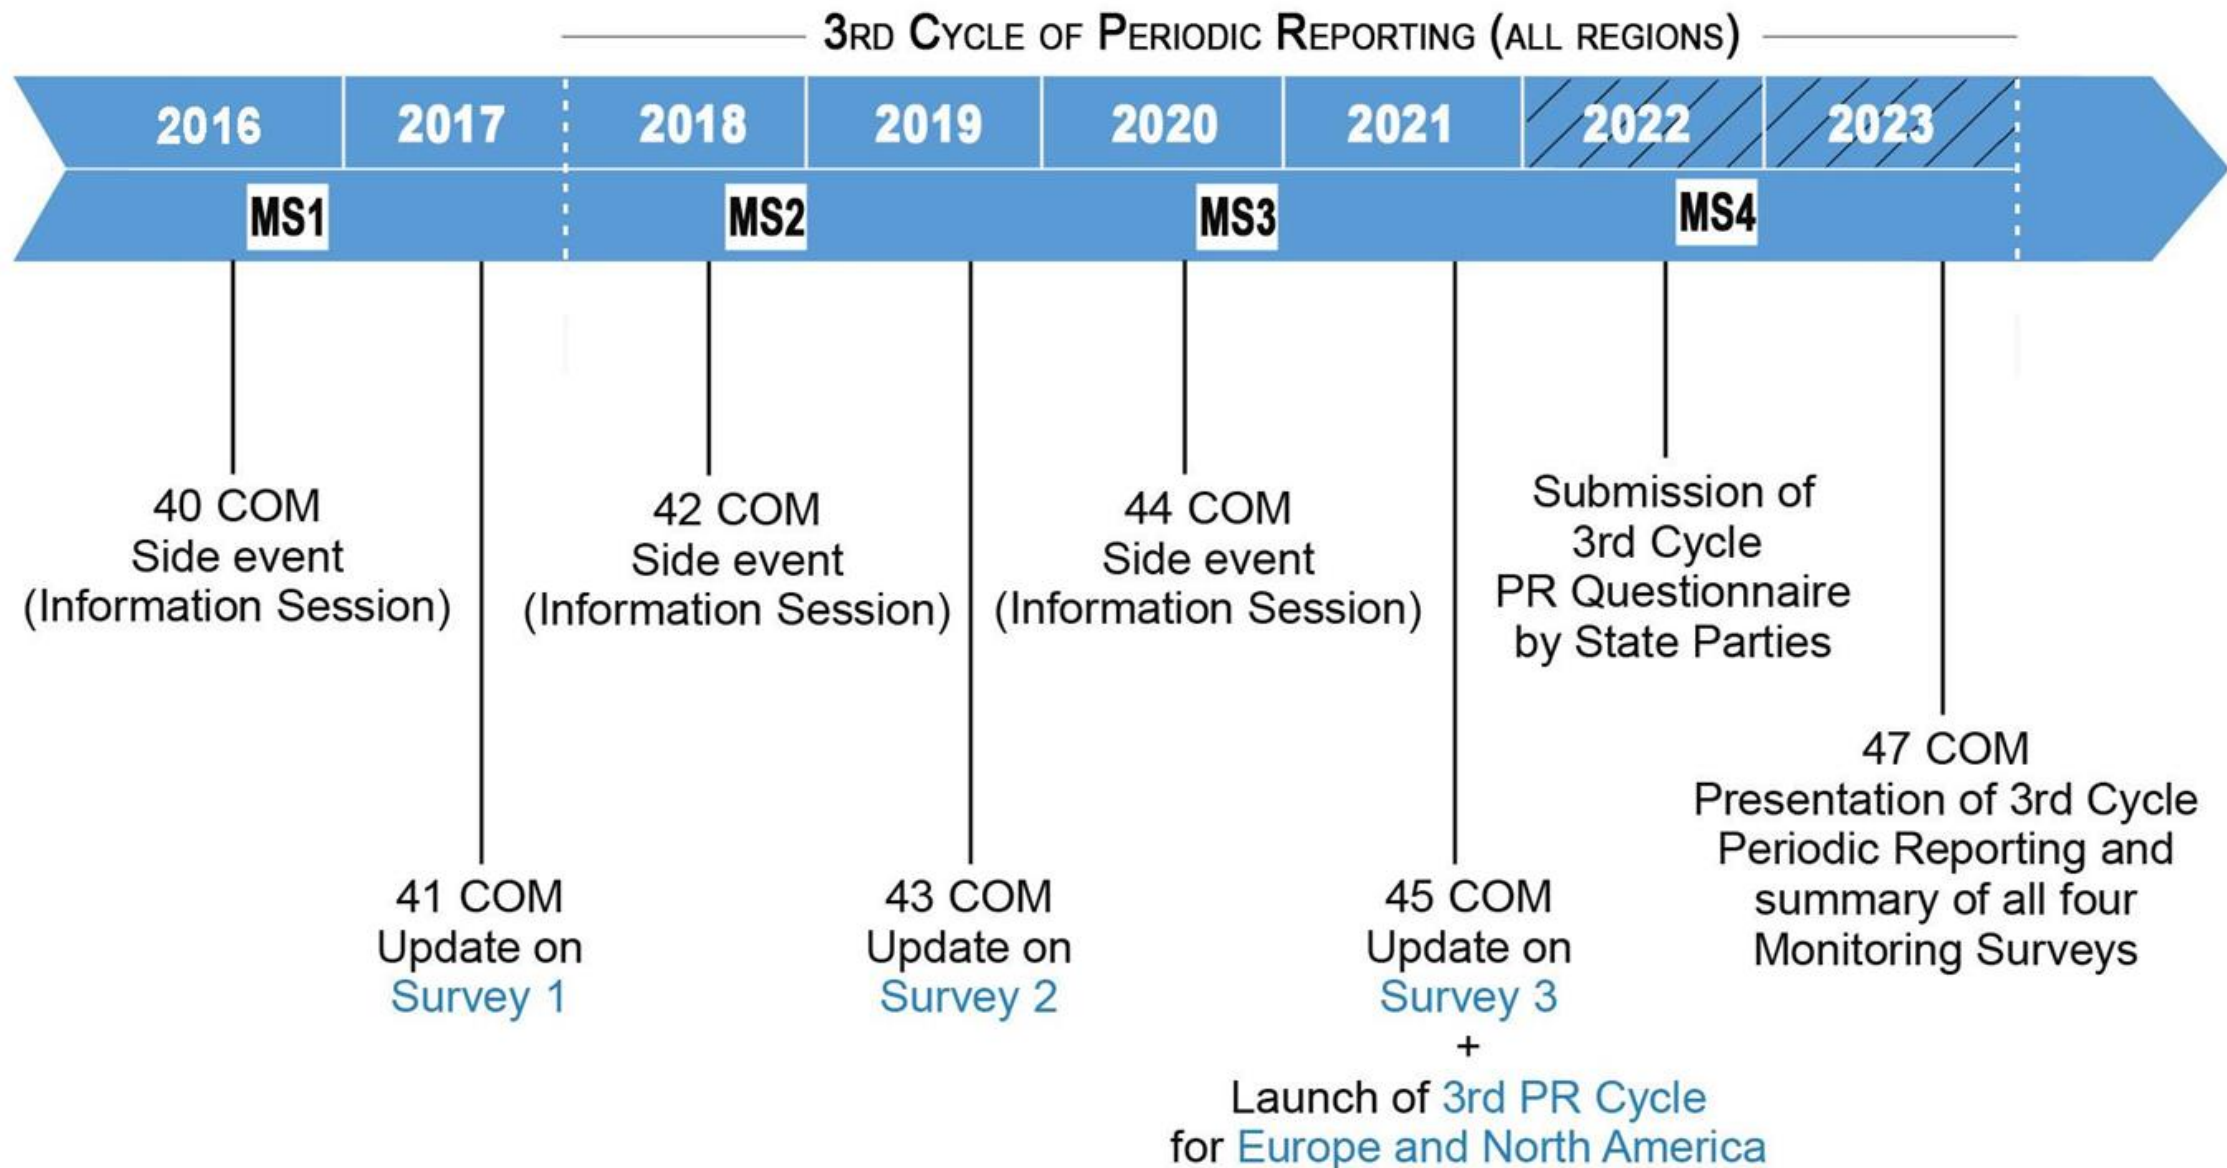 3RD CYCLE OF PERIODIC REPORTING (ALL REGIONS)
2016
2017
2018
2019
2020
2021
2022
2023
MS1
MS2
MS3
MS4
40 COM
Side event
(Information Session)
41 COM
Update on
Survey 1
42 COM
Side event
(Information Session)
43 COM
Update on
Survey 2
44 COM
Side event
(Information Session)
45 COM
Update on
Survey 3
+
Launch of 3rd PR Cycle
for Europe and North America
Submission of
3rd Cycle
PR Questionnaire
by State Parties
47 COM
Presentation of 3rd Cycle
Periodic Reporting and
summary of all four
Monitoring Surveys